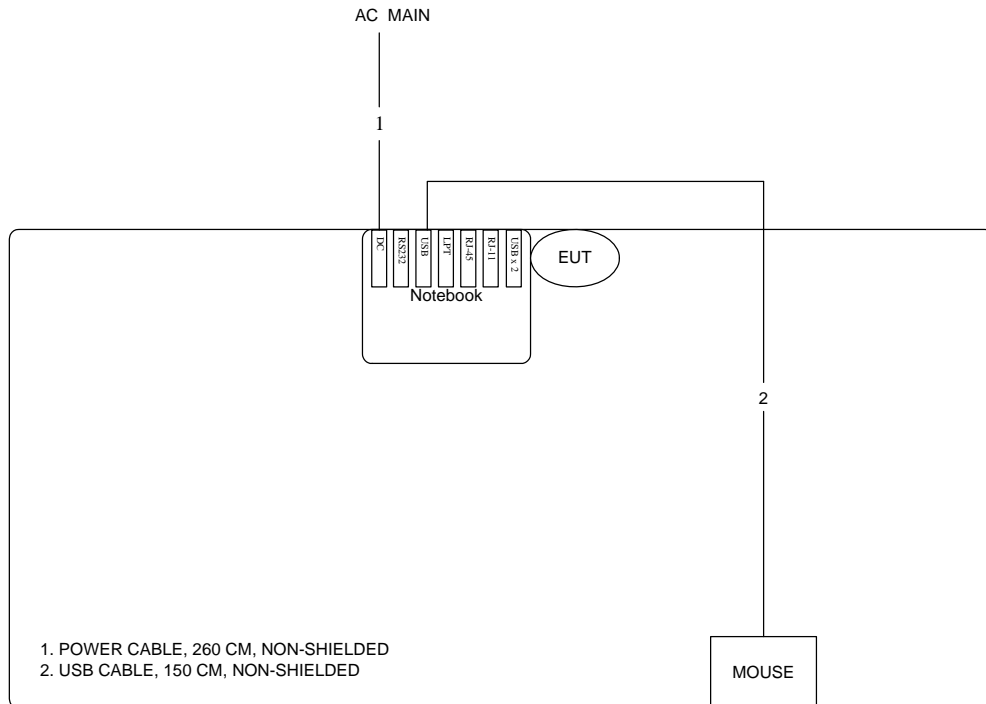 AC MAIN
1
DC
RS232
USB
LPT
RJ-45
RJ-11
USB x 2
EUT
Notebook
2
1. POWER CABLE, 260 CM, NON-SHIELDED
2. USB CABLE, 150 CM, NON-SHIELDED
MOUSE